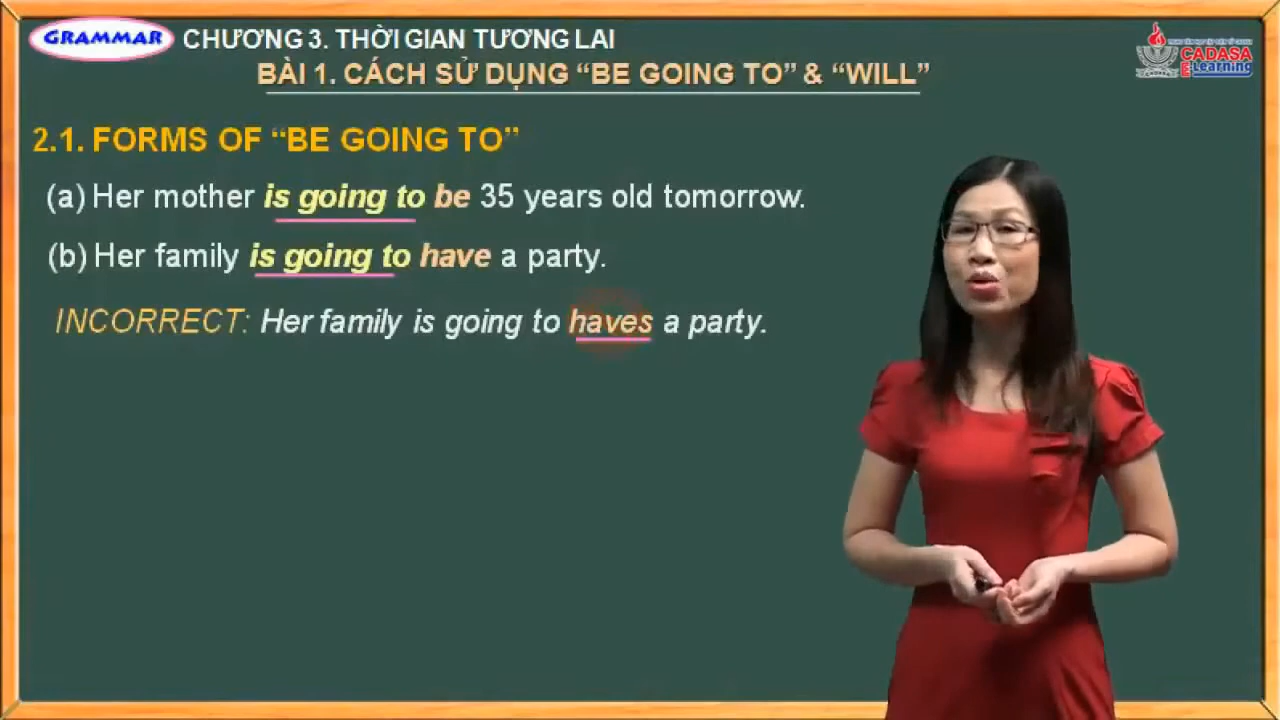 GRAMMAR CHƯƠNG 3. THỜI GIAN TƯƠNG LAI
BÀI 1. CÁCH SỬ DỤNG “BE GOING TO” & “WILL”
CADASA
E Learning
2.1. FORMS OF “BE GOING TO”
(a) Her mother is going to be 35 years old tomorrow.
(b) Her family is going to have a party.
INCORRECT: Her family is going to haves a party.